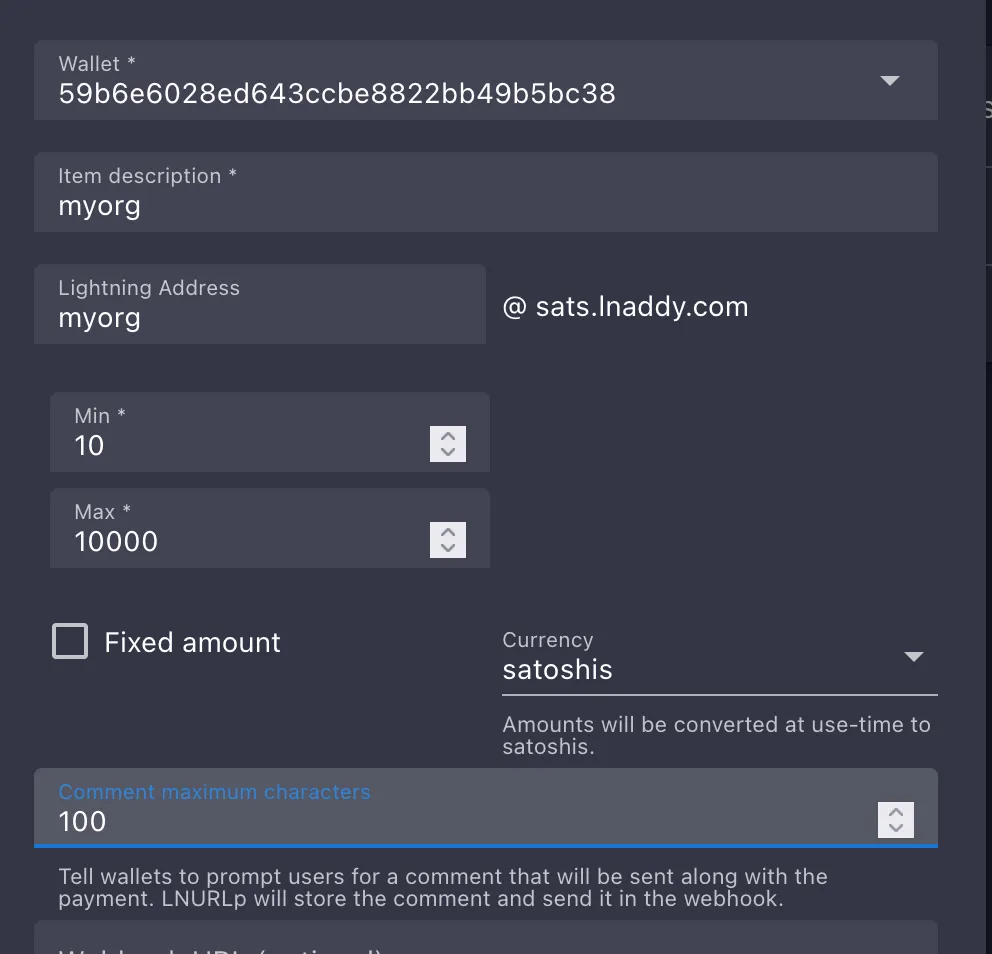 Wallet *
59b6e6028ed643ccbe8822bb49b5bc38
Item description *
myorg
Lightning Address
myorg
@ sats.lnaddy.com
Min *
10
Max *
10000
Fixed amount
Currency
satoshis
Amounts will be converted at use-time to
satoshis.
Comment maximum characters
100
Tell wallets to prompt users for a comment that will be sent along with the
payment. LNURLp will store the comment and send it in the webhook.
Webhook URL (optional)